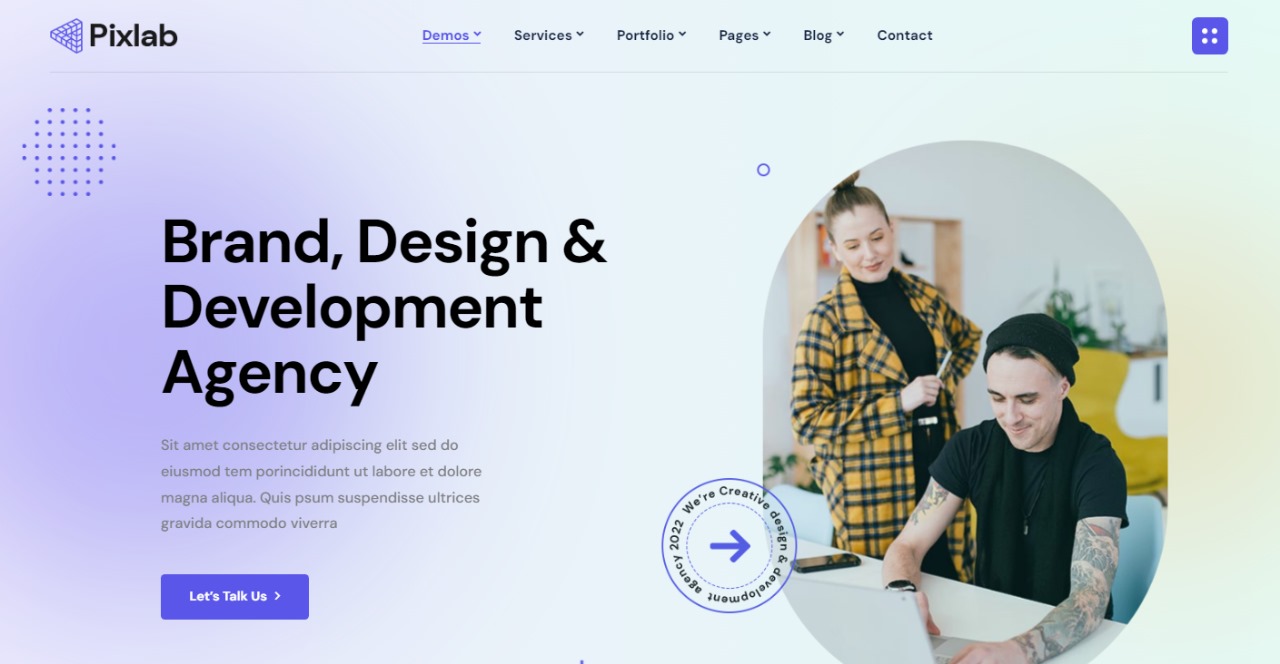 Pixlab
Demos
Services
Portfolio
Pages
Blog
Contact
Brand, Design &
Development
Agency
Sit amet consectetur adipiscing elit sed do
eiusmod tem porincididunt ut labore et dolore
magna aliqua. Quis psum suspendisse ultrices
gravida commodo viverra
We're Creative design & development agency 2022
Let's Talk Us